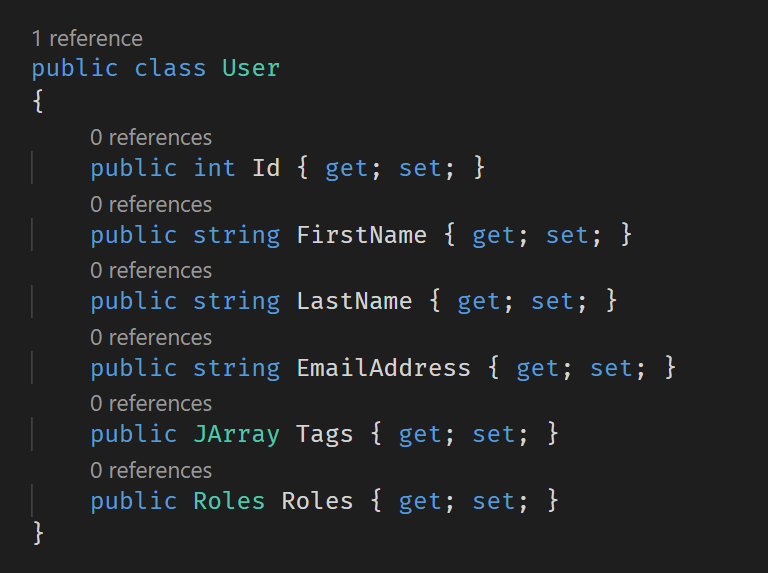 1 reference
public class User
{
0 references
public int Id { get; set; }
0 references
public string FirstName { get; set; }
0 references
public string LastName { get; set; }
0 references
public string EmailAddress { get; set; }
0 references
public JArray Tags { get; set; }
0 references
public Roles Roles { get; set; }
}